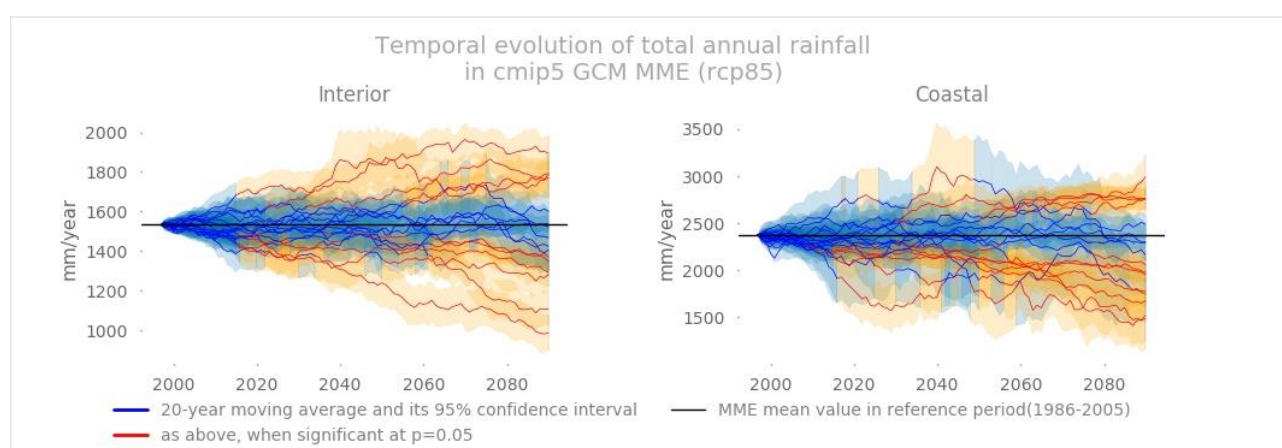 Temporal evolution of total annual rainfall
in cmip5 GCM MME (rcp85)
Interior
Coastal
mm/year
2000
1800
1600
1400
1200
1000
2000 2020 2040 2060 2080
mm/year
3500
3000
2500
2000
1500
2000 2020 2040 2060 2080
20-year moving average and its 95% confidence interval
as above, when significant at p=0.05
MME mean value in reference period(1986-2005)